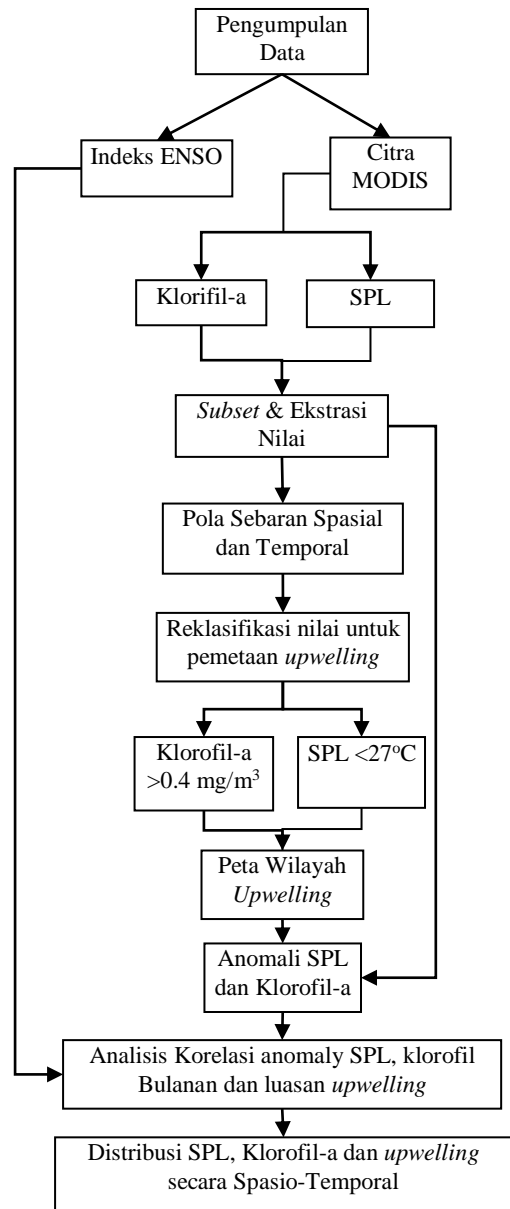 Pengumpulan
Data
Indeks ENSO
Citra
MODIS
Klorifil-a
SPL
Subset & Ekstrasi
Nilai
Pola Sebaran Spasial
dan Temporal
Reklasifikasi nilai untuk
pemetaan upwelling
Klorofil-a
>0.4 mg/m³
SPL <27°C
Peta Wilayah
Upwelling
Anomali SPL
dan Klorofil-a
Analisis Korelasi anomaly SPL, klorofil
Bulanan dan luasan upwelling
Distribusi SPL, Klorofil-a dan upwelling
secara Spasio-Temporal